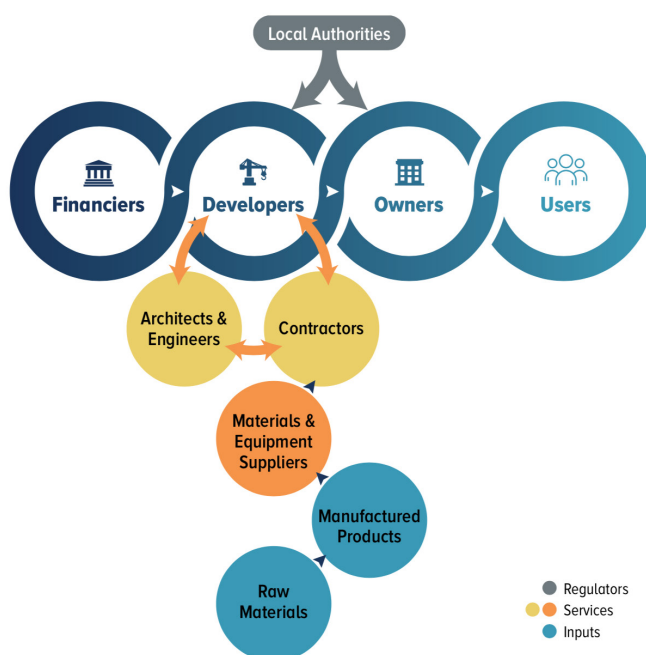 Local Authorities
Financiers
Developers
Owners
Users
Architects &
Engineers
Contractors
Materials &
Equipment
Suppliers
Manufactured
Products
Raw
Materials
Regulators
Services
Inputs